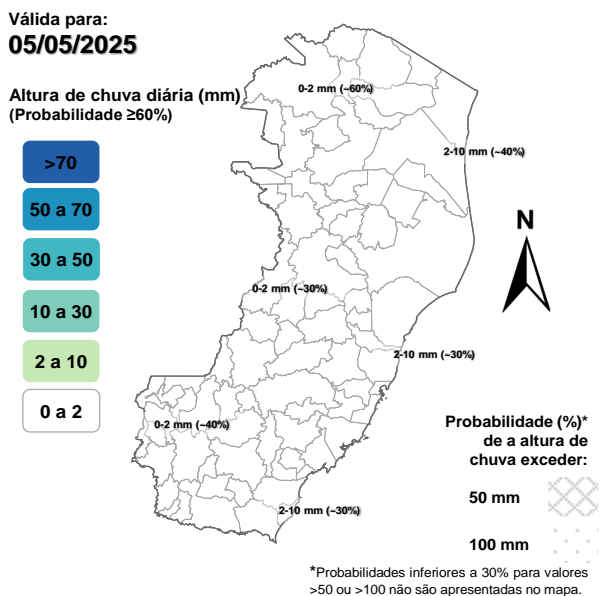 Válida para:
05/05/2025
Altura de chuva diária (mm)
(Probabilidade ≥60%)
>70
50 a 70
30 a 50
10 a 30
2 a 10
0 a 2
0-2 mm (~60%)
2-10 mm (~40%)
N
0-2 mm (~30%)
2-10 mm (~30%)
0-2 mm (~40%)
2-10 mm (~30%)
Probabilidade (%)*
de a altura de
chuva exceder:
50 mm
100 mm
*Probabilidades inferiores a 30% para valores
>50 ou >100 não são apresentadas no mapa.